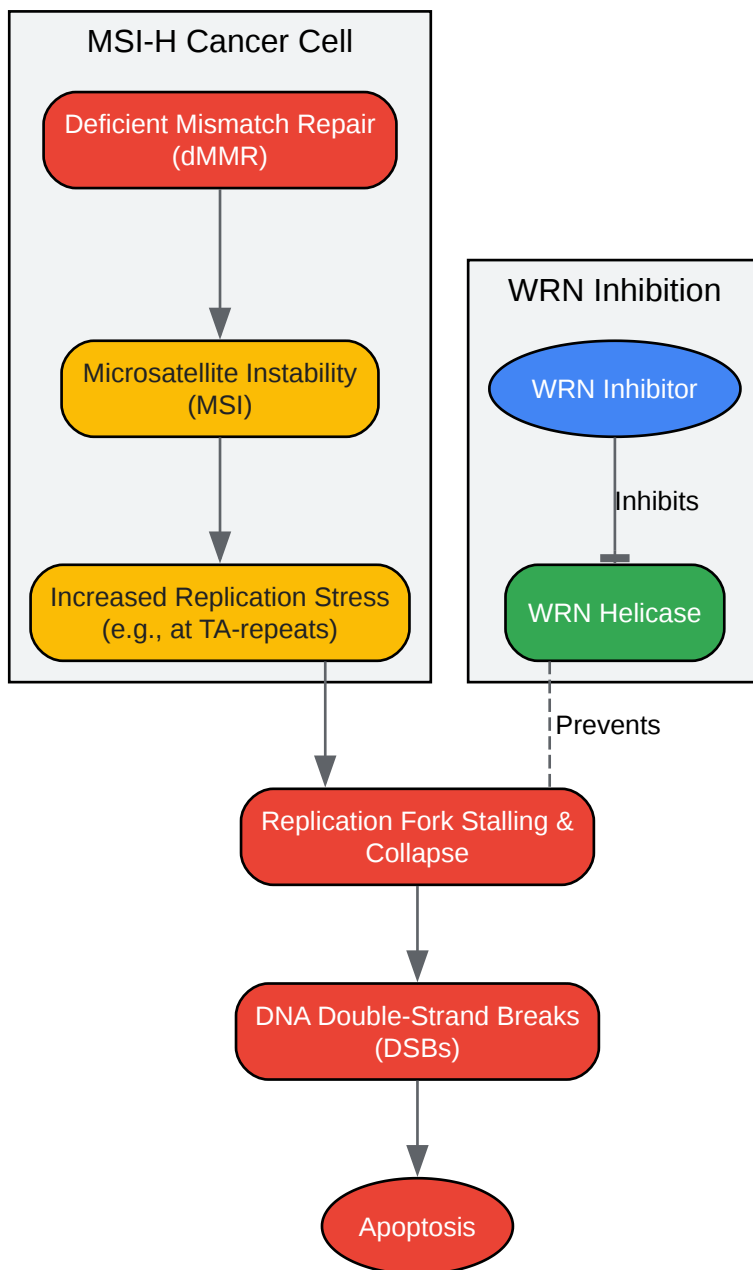 MSI-H Cancer Cell
Deficient Mismatch Repair
(dMMR)
Microsatellite Instability
(MSI)
Increased Replication Stress
(e.g., at TA-repeats)
WRN Inhibition
WRN Inhibitor
Inhibits
WRN Helicase
Prevents
Replication Fork Stalling &
Collapse
DNA Double-Strand Breaks
(DSBs)
Apoptosis